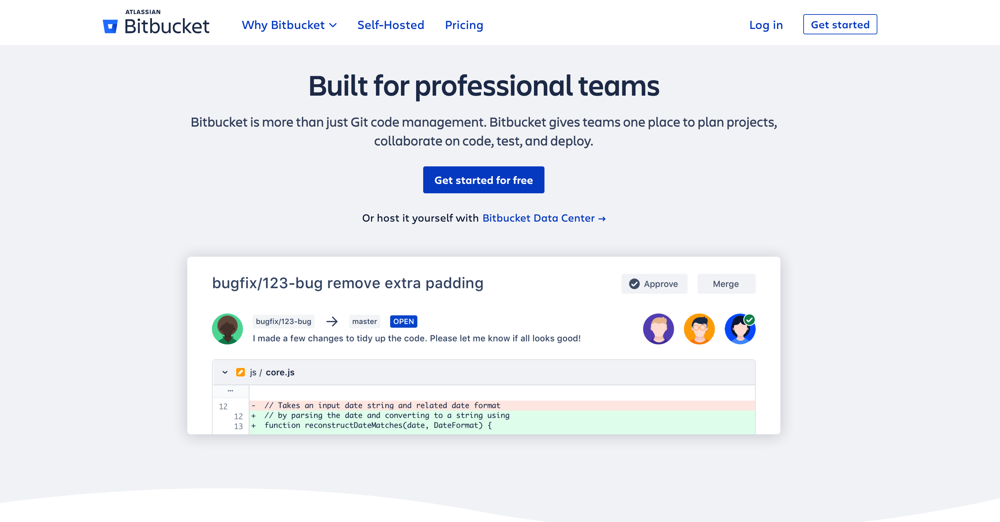 ATLASSIAN
Bitbucket
Why Bitbucket
Self-Hosted
Pricing
Log in
Get started
Built for professional teams
Bitbucket is more than just Git code management. Bitbucket gives teams one place to plan projects,
collaborate on code, test, and deploy.
Get started for free
Or host it yourself with Bitbucket Data Center →
bugfix/123-bug remove extra padding
Approve
Merge
bugfix/123-bug → master OPEN
I made a few changes to tidy up the code. Please let me know if all looks good!
js / core.js
...
12 - // Takes an input date string and related date format
12 + // by parsing the date and converting to a string using
13 + function reconstructDateMatches(date, DateFormat) {